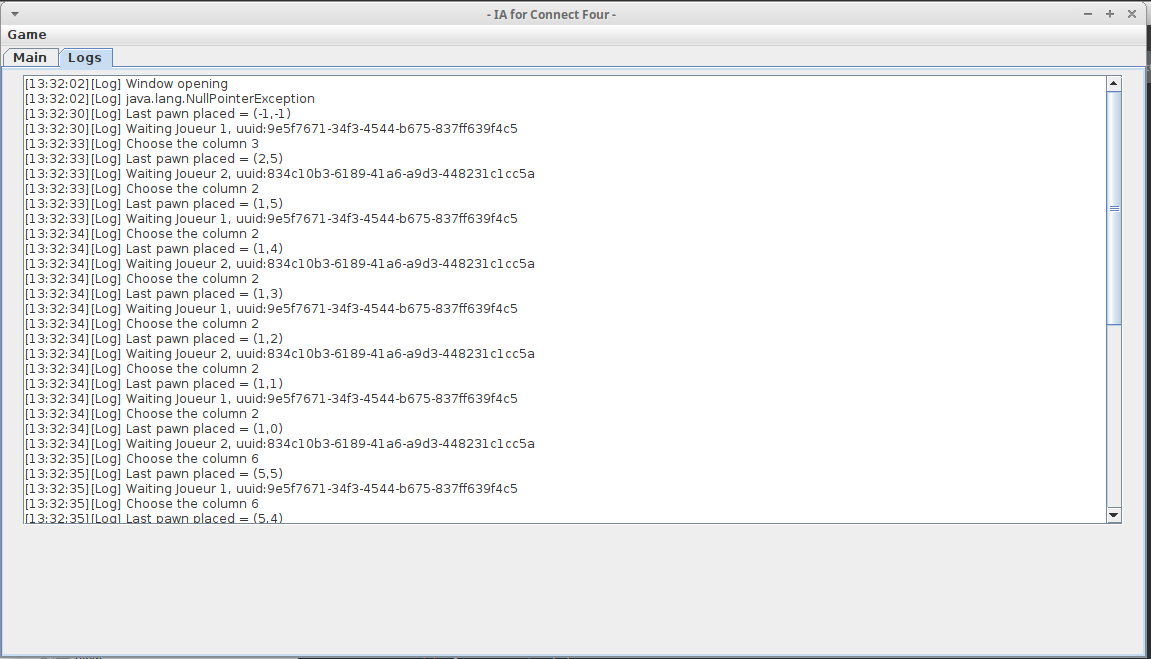 - IA for Connect Four -
Game
Main Logs
[13:32:02][Log] Window opening
[13:32:02][Log] java.lang.NullPointerException
[13:32:30][Log] Last pawn placed = (-1,-1)
[13:32:30][Log] Waiting Joueur 1, uuid:9e5f7671-34f3-4544-b675-837ff639f4c5
[13:32:33][Log] Choose the column 3
[13:32:33][Log] Last pawn placed = (2,5)
[13:32:33][Log] Waiting Joueur 2, uuid:834c10b3-6189-41a6-a9d3-448231c1cc5a
[13:32:33][Log] Choose the column 2
[13:32:33][Log] Last pawn placed = (1,5)
[13:32:33][Log] Waiting Joueur 1, uuid:9e5f7671-34f3-4544-b675-837ff639f4c5
[13:32:34][Log] Choose the column 2
[13:32:34][Log] Last pawn placed = (1,4)
[13:32:34][Log] Waiting Joueur 2, uuid:834c10b3-6189-41a6-a9d3-448231c1cc5a
[13:32:34][Log] Choose the column 2
[13:32:34][Log] Last pawn placed = (1,3)
[13:32:34][Log] Waiting Joueur 1, uuid:9e5f7671-34f3-4544-b675-837ff639f4c5
[13:32:34][Log] Choose the column 2
[13:32:34][Log] Last pawn placed = (1,2)
[13:32:34][Log] Waiting Joueur 2, uuid:834c10b3-6189-41a6-a9d3-448231c1cc5a
[13:32:34][Log] Choose the column 2
[13:32:34][Log] Last pawn placed = (1,1)
[13:32:34][Log] Waiting Joueur 1, uuid:9e5f7671-34f3-4544-b675-837ff639f4c5
[13:32:34][Log] Choose the column 2
[13:32:34][Log] Last pawn placed = (1,0)
[13:32:34][Log] Waiting Joueur 2, uuid:834c10b3-6189-41a6-a9d3-448231c1cc5a
[13:32:35][Log] Choose the column 6
[13:32:35][Log] Last pawn placed = (5,5)
[13:32:35][Log] Waiting Joueur 1, uuid:9e5f7671-34f3-4544-b675-837ff639f4c5
[13:32:35][Log] Choose the column 6
[13:32:35][Log] Last pawn placed = (5,4)